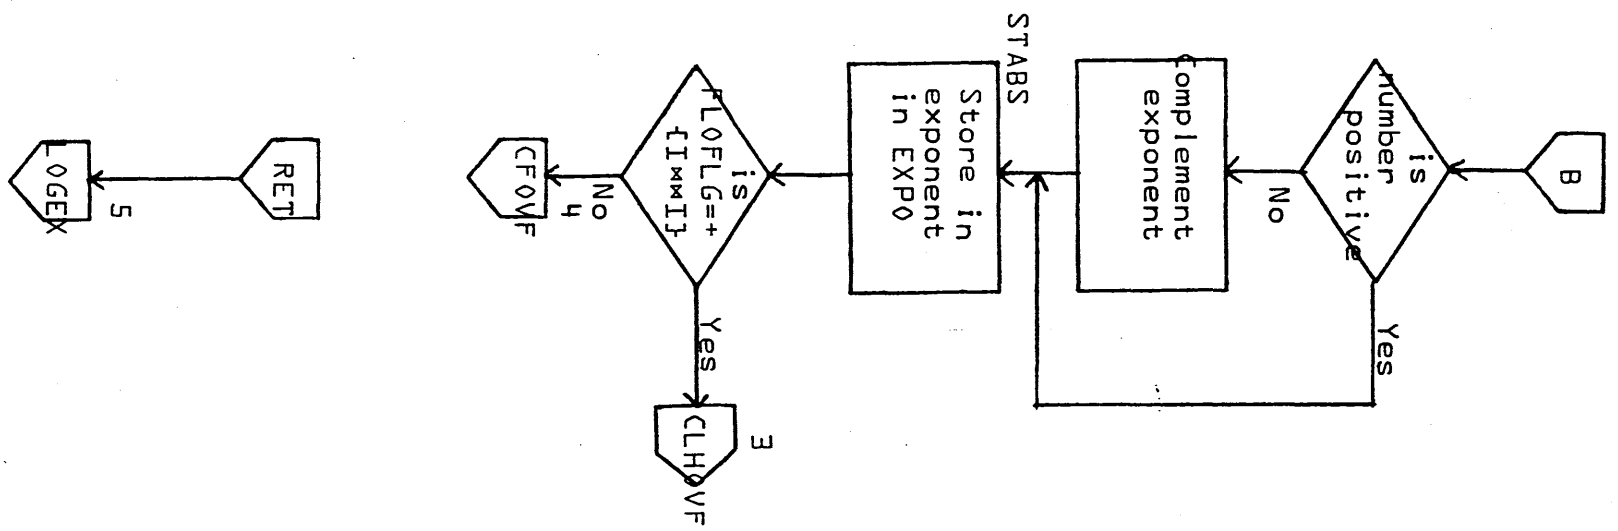 B
is
number
positive
Yes
No
Complement
exponent
STABS
Store in
exponent
in EXPO
is
FLOFLG=+
{I⋈⋈I}
Yes
3
CLHOVF
No
4
CFOVF
RET
5
LOGEX